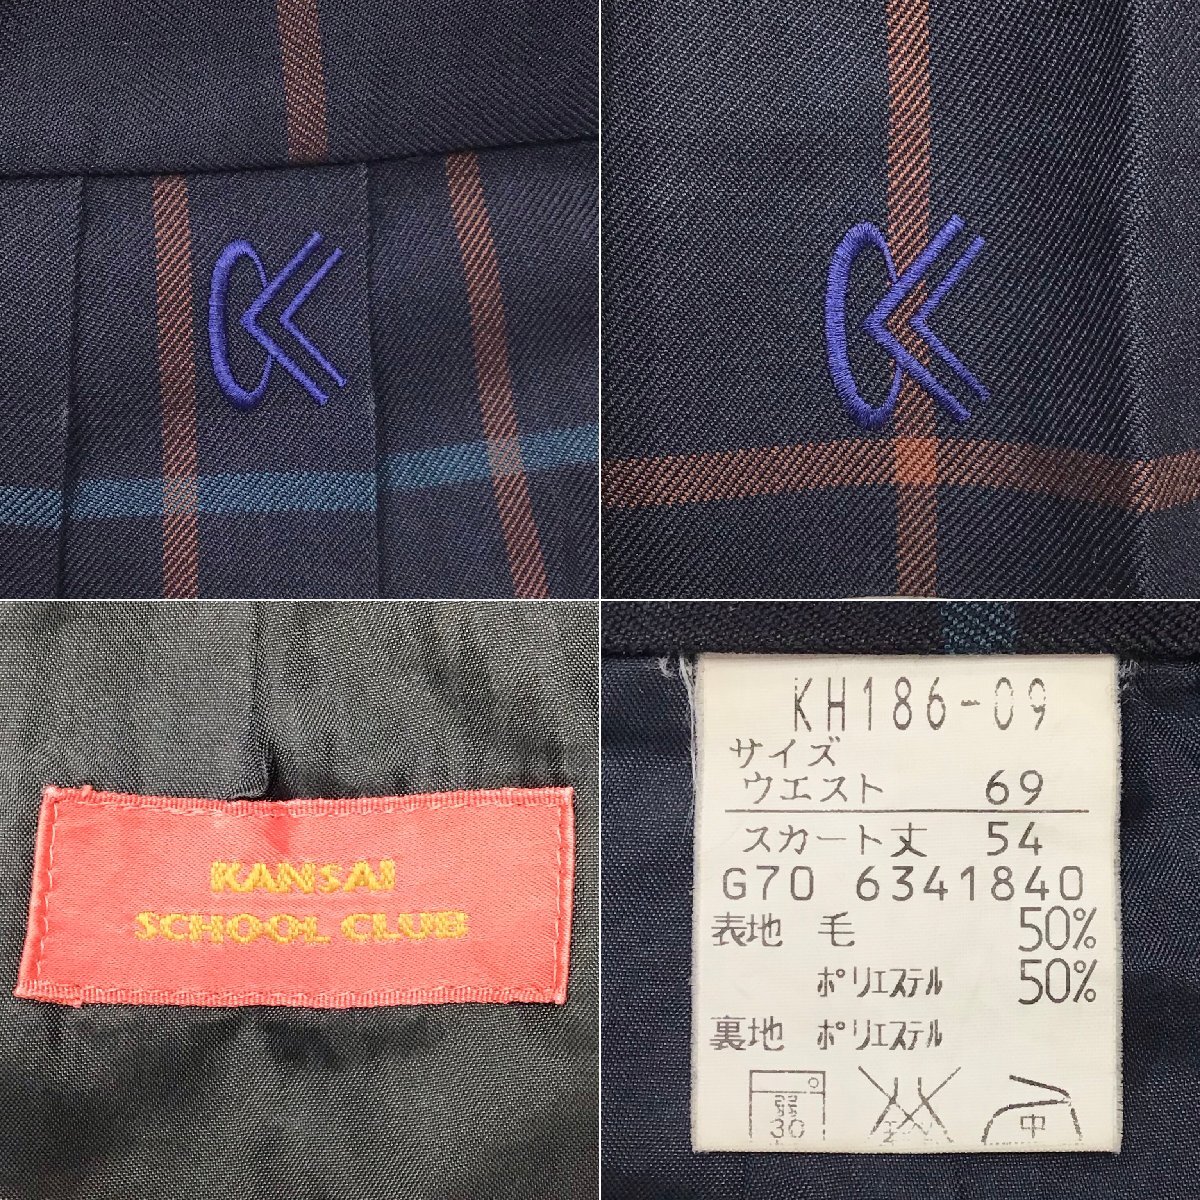 KANSAI
SCHOOL CLUB
KH186-09
サイズ
ウエスト 69
スカート丈 54
G70 6341840
表地 毛 50%
ポリエステル 50%
裏地 ポリエステル
弱
30
中